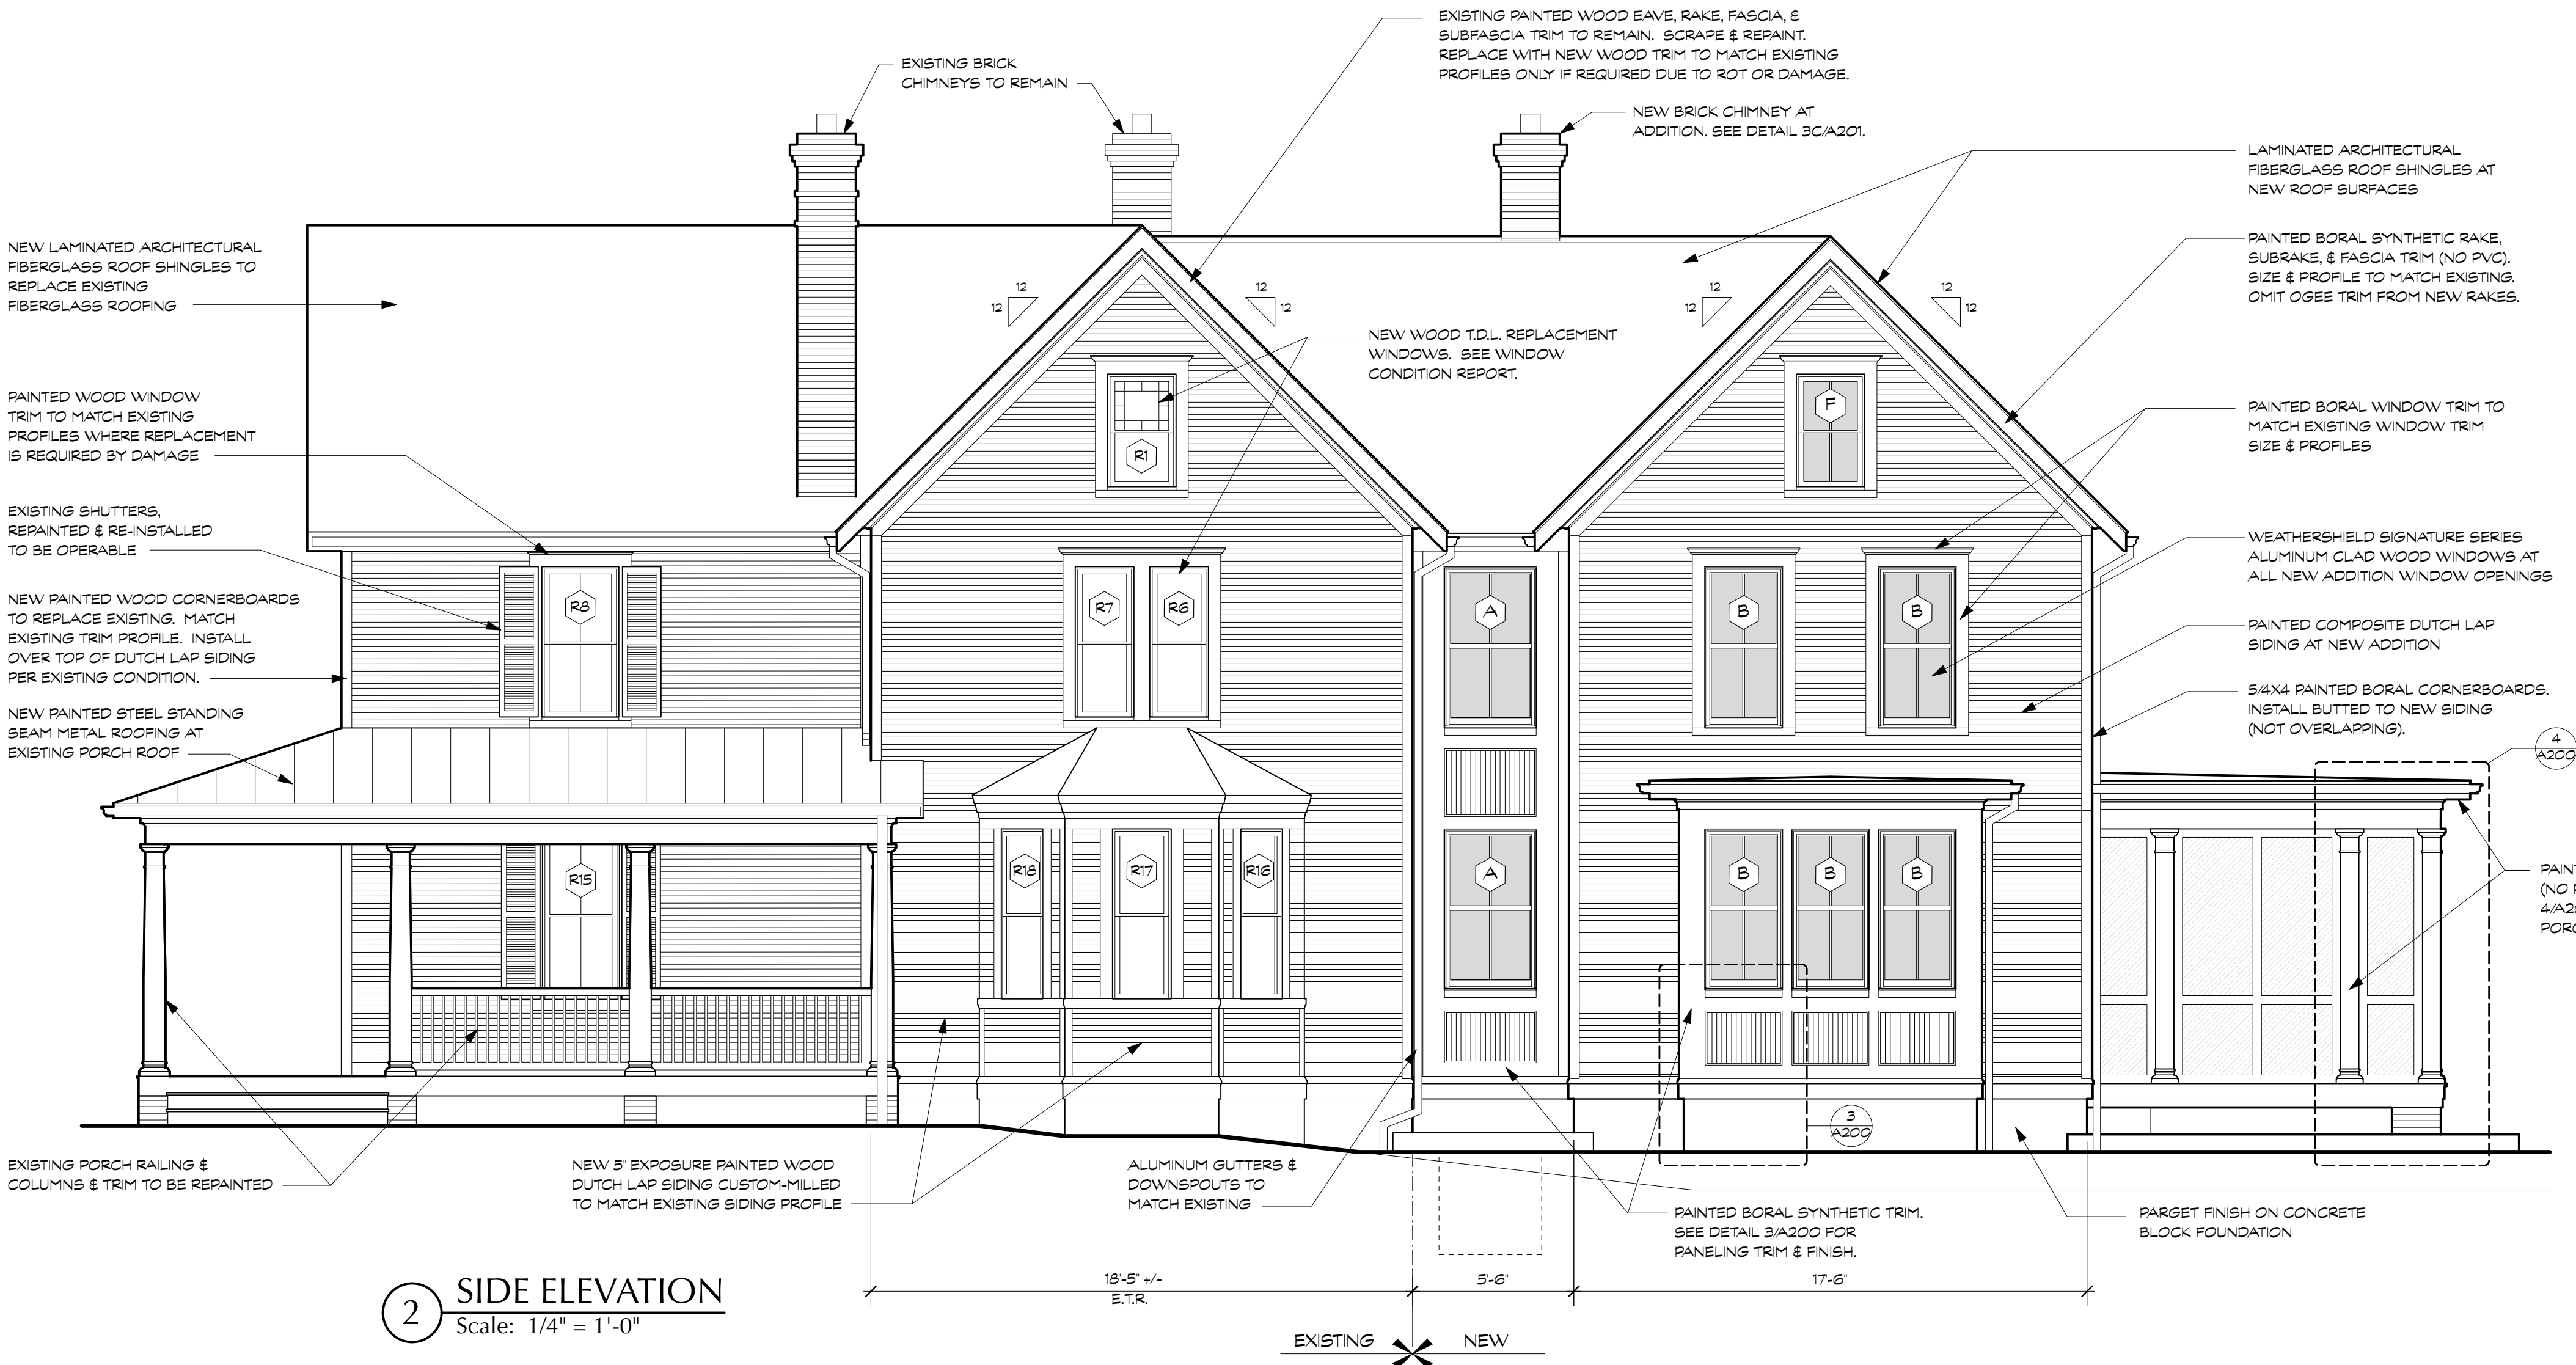 EXISTING PAINTED WOOD EAVE, RAKE, FASCIA, &
SUBFASCIA TRIM TO REMAIN. SCRAPE & REPAINT.
REPLACE WITH NEW WOOD TRIM TO MATCH EXISTING
PROFILES ONLY IF REQUIRED DUE TO ROT OR DAMAGE.
EXISTING BRICK
CHIMNEYS TO REMAIN
NEW BRICK CHIMNEY AT
ADDITION. SEE DETAIL 3C/A201.
LAMINATED ARCHITECTURAL
FIBERGLASS ROOF SHINGLES AT
NEW ROOF SURFACES
NEW LAMINATED ARCHITECTURAL
FIBERGLASS ROOF SHINGLES TO
REPLACE EXISTING
FIBERGLASS ROOFING
PAINTED BORAL SYNTHETIC RAKE,
SUBRAKE, & FASCIA TRIM (NO PVC).
SIZE & PROFILE TO MATCH EXISTING.
OMIT OGEE TRIM FROM NEW RAKES.
12
12
12
12
12
12
12
12
NEW WOOD T.D.L. REPLACEMENT
WINDOWS. SEE WINDOW
CONDITION REPORT.
PAINTED WOOD WINDOW
TRIM TO MATCH EXISTING
PROFILES WHERE REPLACEMENT
IS REQUIRED BY DAMAGE
R1
F
PAINTED BORAL WINDOW TRIM TO
MATCH EXISTING WINDOW TRIM
SIZE & PROFILES
EXISTING SHUTTERS,
REPAINTED & RE-INSTALLED
TO BE OPERABLE
WEATHERSHIELD SIGNATURE SERIES
ALUMINUM CLAD WOOD WINDOWS AT
ALL NEW ADDITION WINDOW OPENINGS
NEW PAINTED WOOD CORNERBOARDS
TO REPLACE EXISTING. MATCH
EXISTING TRIM PROFILE. INSTALL
OVER TOP OF DUTCH LAP SIDING
PER EXISTING CONDITION.
R8
R7
R6
A
B
B
PAINTED COMPOSITE DUTCH LAP
SIDING AT NEW ADDITION
5/4X4 PAINTED BORAL CORNERBOARDS.
INSTALL BUTTED TO NEW SIDING
(NOT OVERLAPPING).
NEW PAINTED STEEL STANDING
SEAM METAL ROOFING AT
EXISTING PORCH ROOF
4
A200
R15
R18
R17
R16
A
B
B
B
PAIN
(NO
4/A2
PORC
3
A200
EXISTING PORCH RAILING &
COLUMNS & TRIM TO BE REPAINTED
NEW 5" EXPOSURE PAINTED WOOD
DUTCH LAP SIDING CUSTOM-MILLED
TO MATCH EXISTING SIDING PROFILE
ALUMINUM GUTTERS &
DOWNSPOUTS TO
MATCH EXISTING
PAINTED BORAL SYNTHETIC TRIM.
SEE DETAIL 3/A200 FOR
PANELING TRIM & FINISH.
PARGET FINISH ON CONCRETE
BLOCK FOUNDATION
18'-5" +/-
E.T.R.
5'-6"
17'-6"
2
SIDE ELEVATION
Scale: 1/4" = 1'-0"
EXISTING
NEW